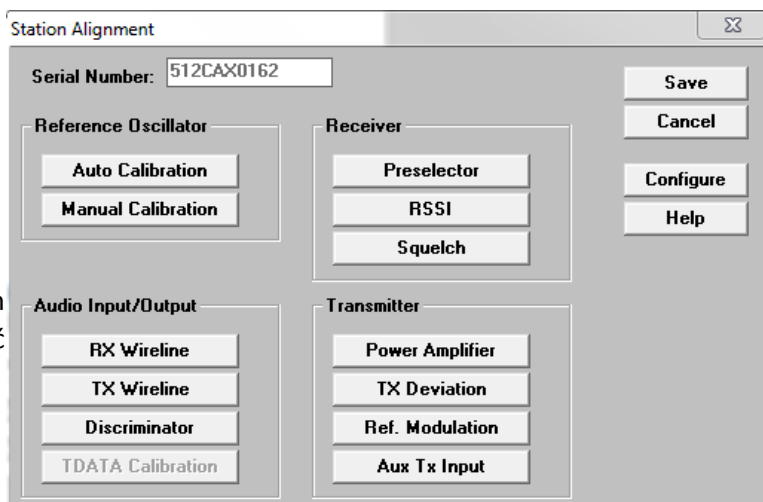 Station Alignment
Serial Number: 512CAX0162
Save
Cancel
Configure
Help
Reference Oscillator
Auto Calibration
Manual Calibration
Receiver
Preselector
RSSI
Squelch
Audio Input/Output
RX Wireline
TX Wireline
Discriminator
TDATA Calibration
Transmitter
Power Amplifier
TX Deviation
Ref. Modulation
Aux Tx Input